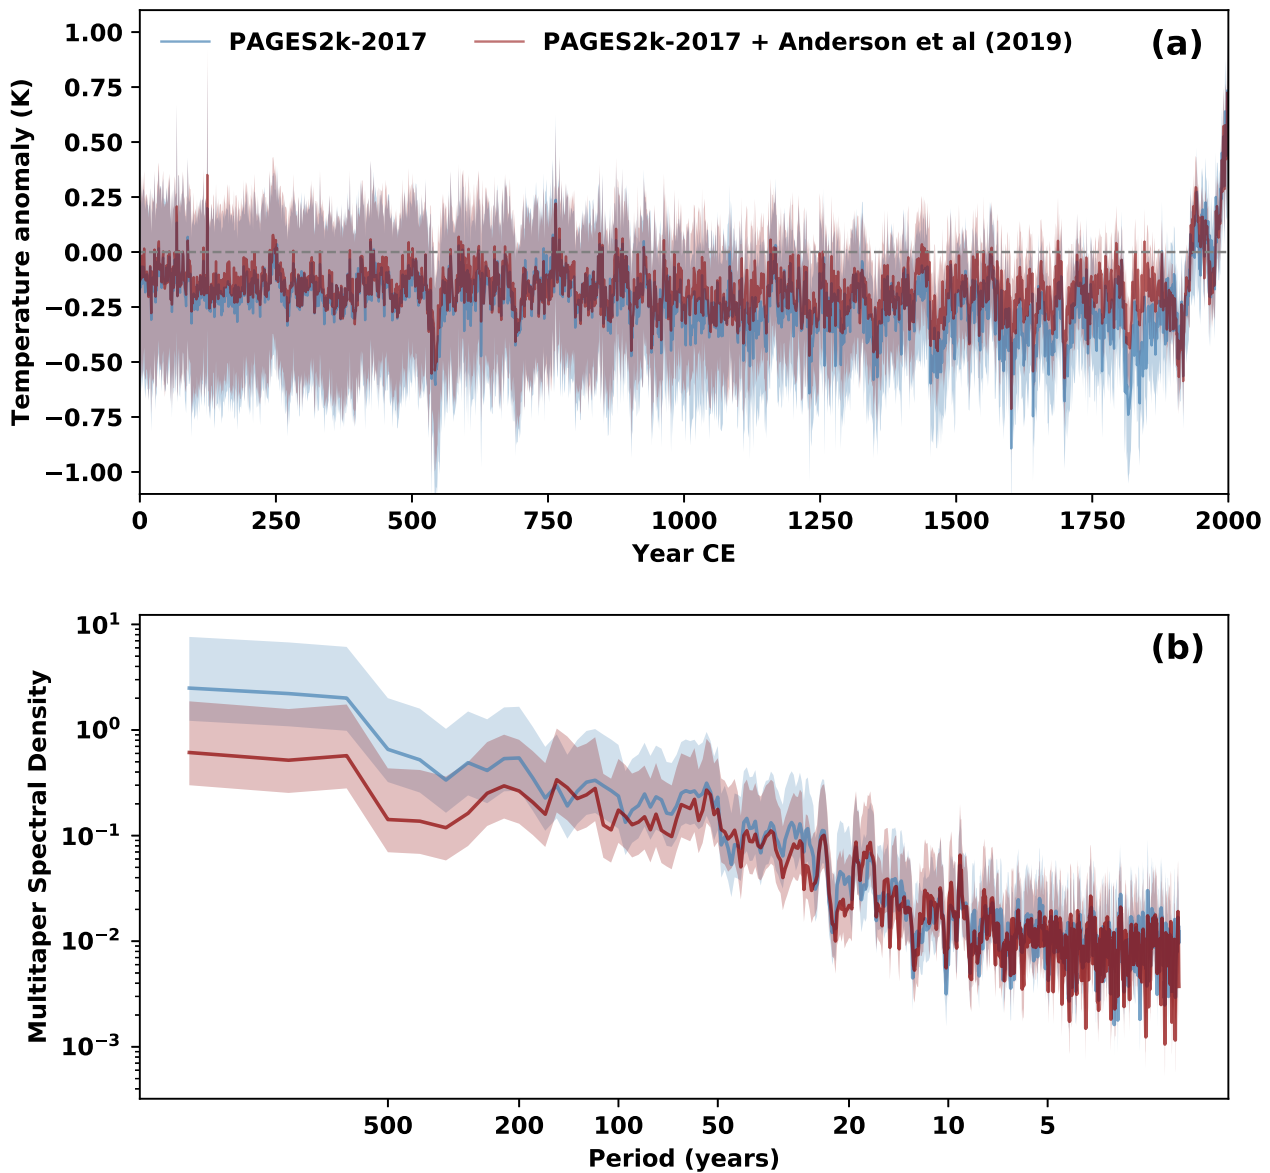 PAGES2k-2017
PAGES2k-2017 + Anderson et al (2019)
(a)
Temperature anomaly (K)
1.00
0.75
0.50
0.25
0.00
−0.25
−0.50
−0.75
−1.00
0 250 500 750 1000 1250 1500 1750 2000
Year CE
(b)
Multitaper Spectral Density
10¹
10⁰
10⁻¹
10⁻²
10⁻³
500 200 100 50 20 10 5
Period (years)